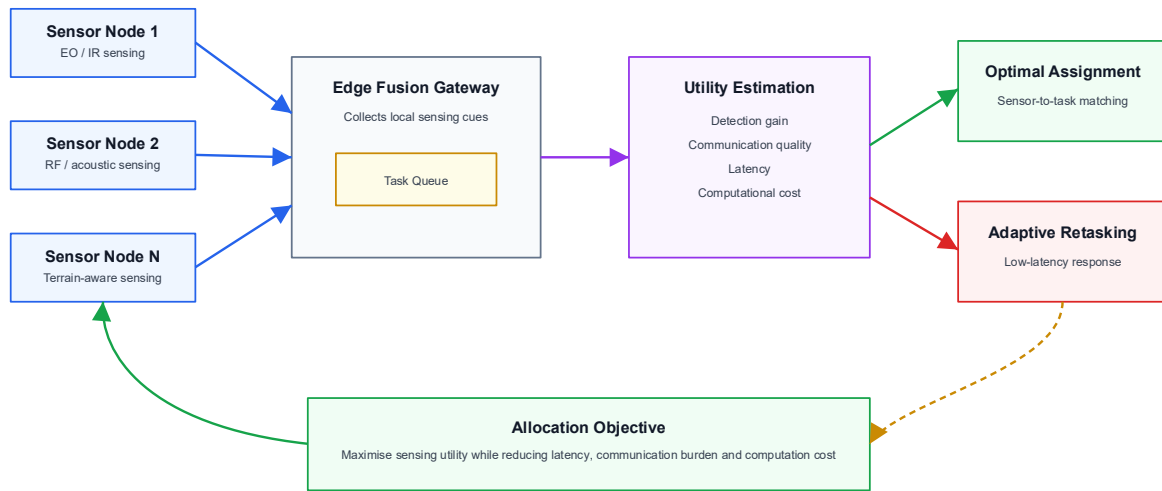 Sensor Node 1
EO / IR sensing
Sensor Node 2
RF / acoustic sensing
Sensor Node N
Terrain-aware sensing
Edge Fusion Gateway
Collects local sensing cues
Task Queue
Utility Estimation
Detection gain
Communication quality
Latency
Computational cost
Optimal Assignment
Sensor-to-task matching
Adaptive Retasking
Low-latency response
Allocation Objective
Maximise sensing utility while reducing latency, communication burden and computation cost